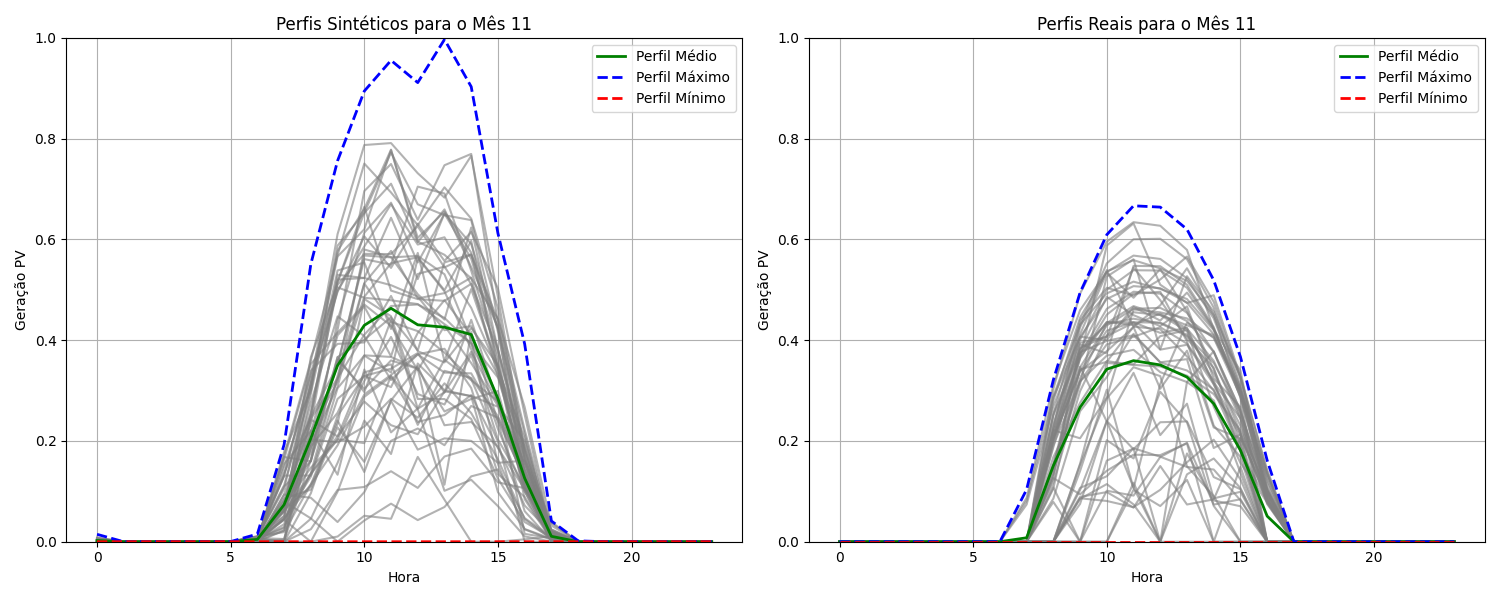 Perfis Sintéticos para o Mês 11
Perfil Médio
Perfil Máximo
Perfil Mínimo
Geração PV
1.0
0.8
0.6
0.4
0.2
0.0
0 5 10 15 20
Hora
Perfis Reais para o Mês 11
Perfil Médio
Perfil Máximo
Perfil Mínimo
Geração PV
1.0
0.8
0.6
0.4
0.2
0.0
0 5 10 15 20
Hora